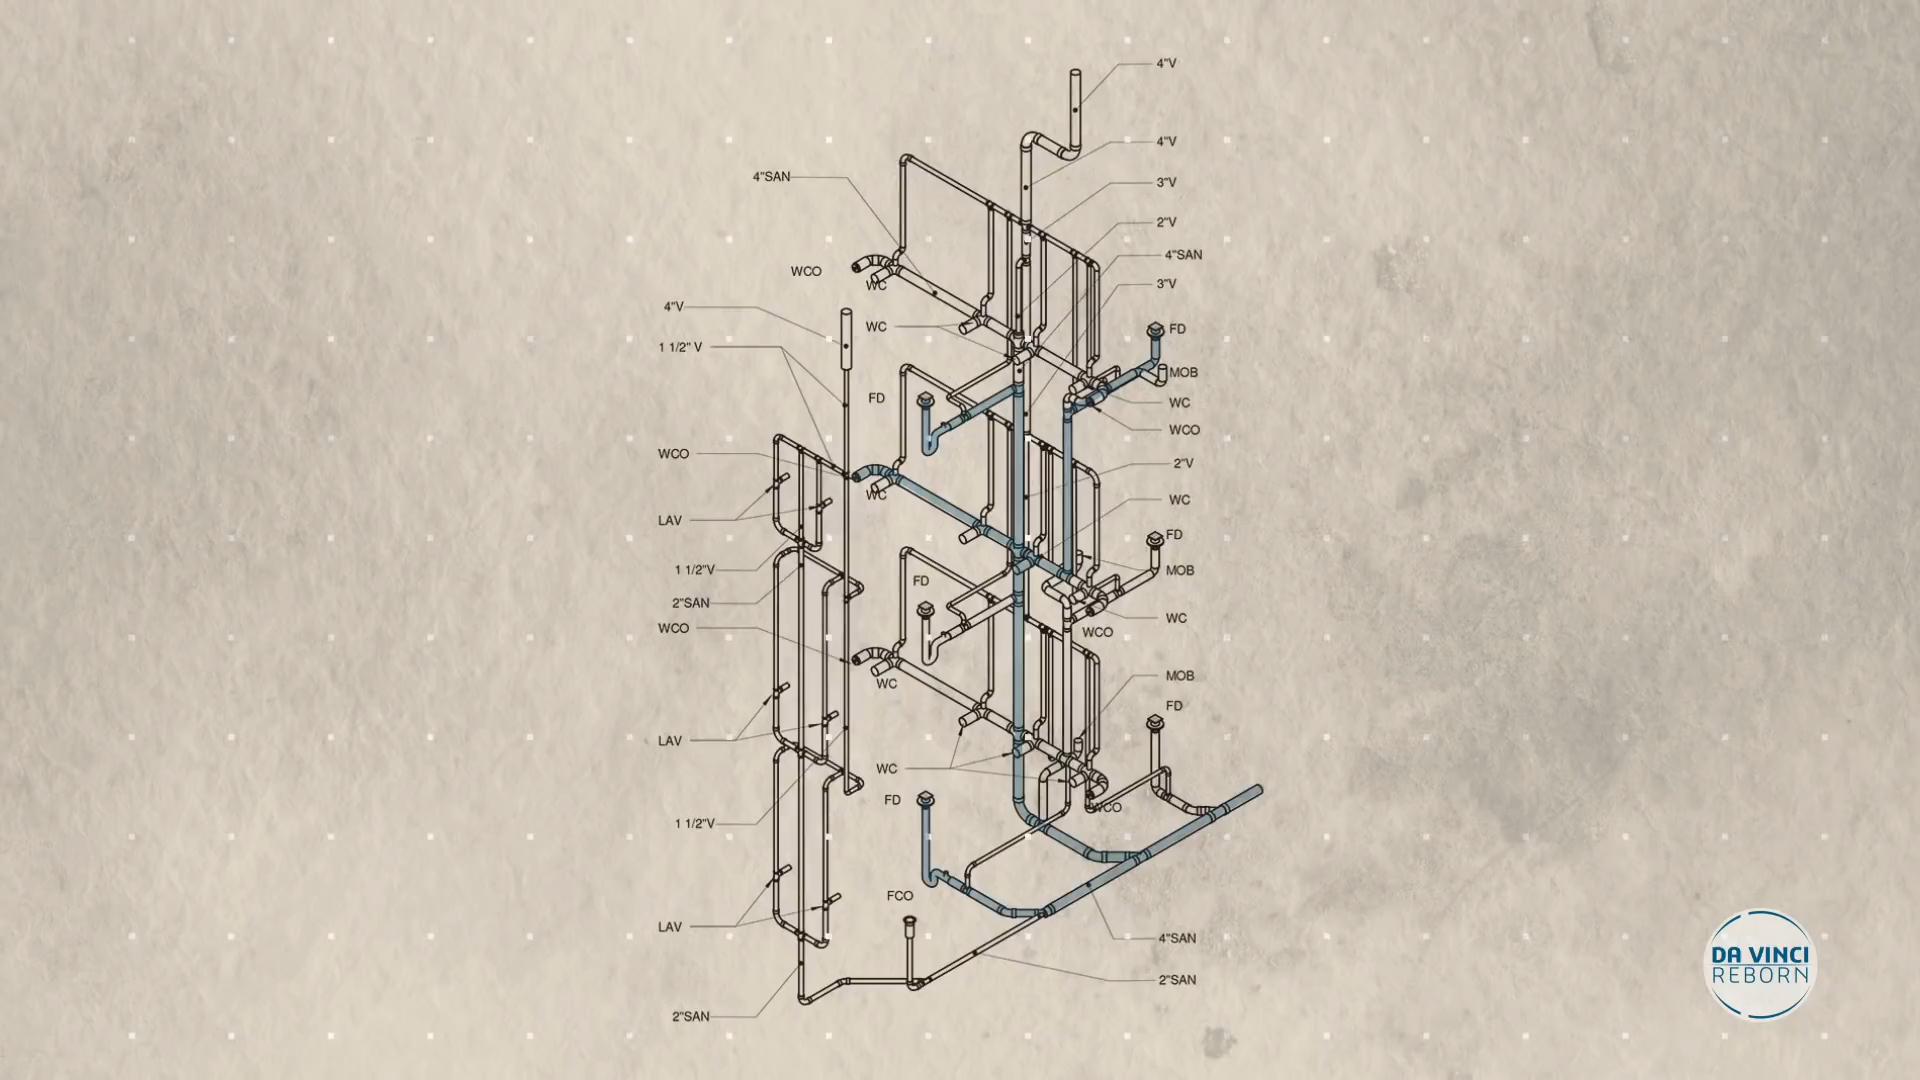 4"V
4"V
4"SAN
3"V
2"V
4"SAN
WCO
WC
3"V
4"V
WC
FD
1 1/2" V
MOB
FD
WC
WCO
WCO
2"V
WC
WC
LAV
FD
1 1/2"V
MOB
FD
2"SAN
WC
WCO
WCO
MOB
WC
FD
LAV
WC
FD
WCO
1 1/2"V
FCO
LAV
4"SAN
2"SAN
2"SAN
DA VINCI
REBORN